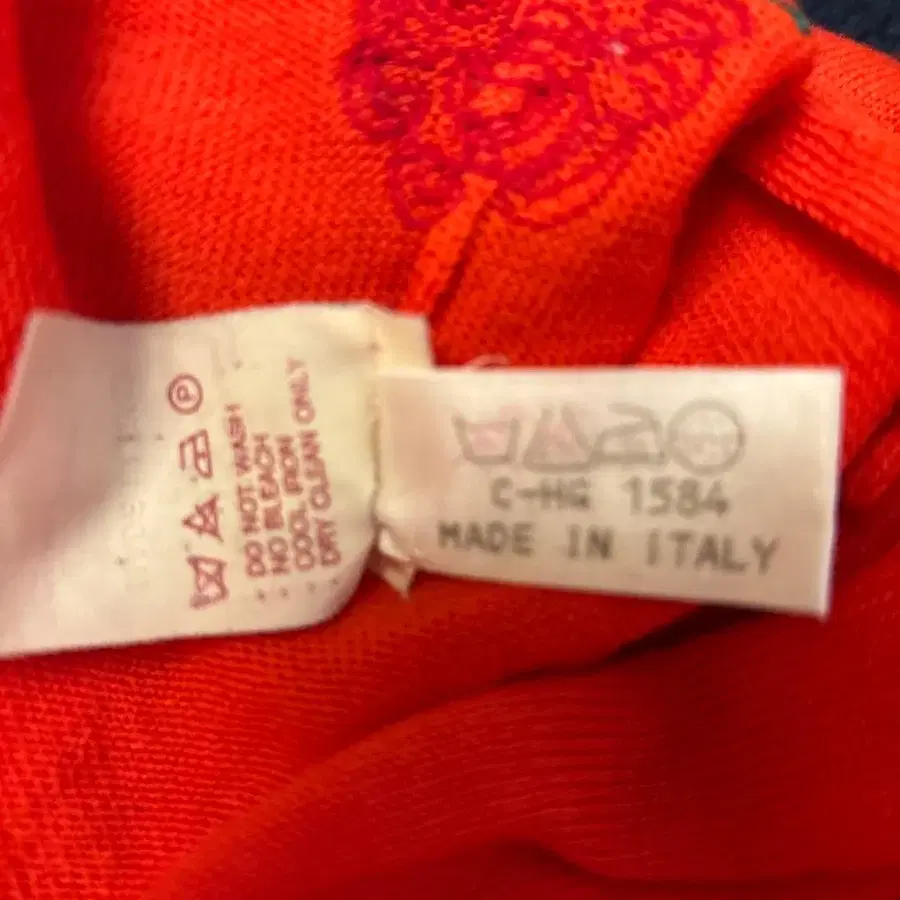 P
DO NOT WASH
NO BLEACH
COOL IRON
DRY CLEAN ONLY
C-HG 1584
MADE IN ITALY